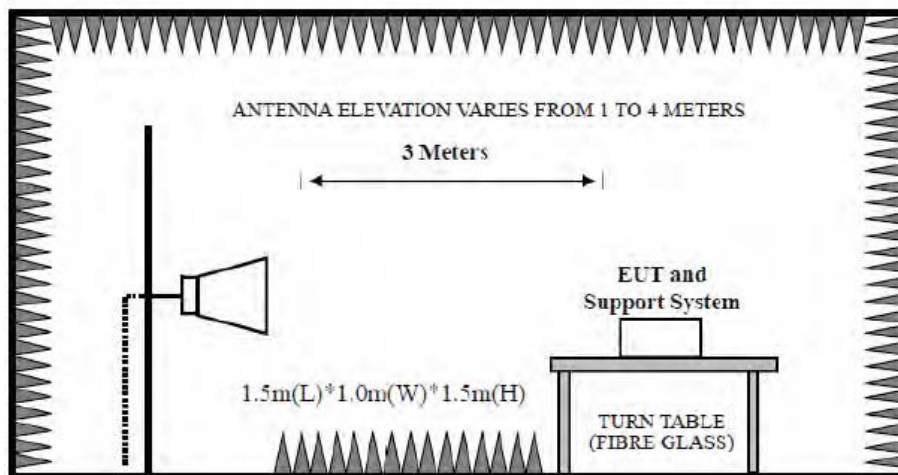 ANTENNA ELEVATION VARIES FROM 1 TO 4 METERS
3 Meters
EUT and
Support System
1.5m(L)*1.0m(W)*1.5m(H)
TURN TABLE
(FIBRE GLASS)